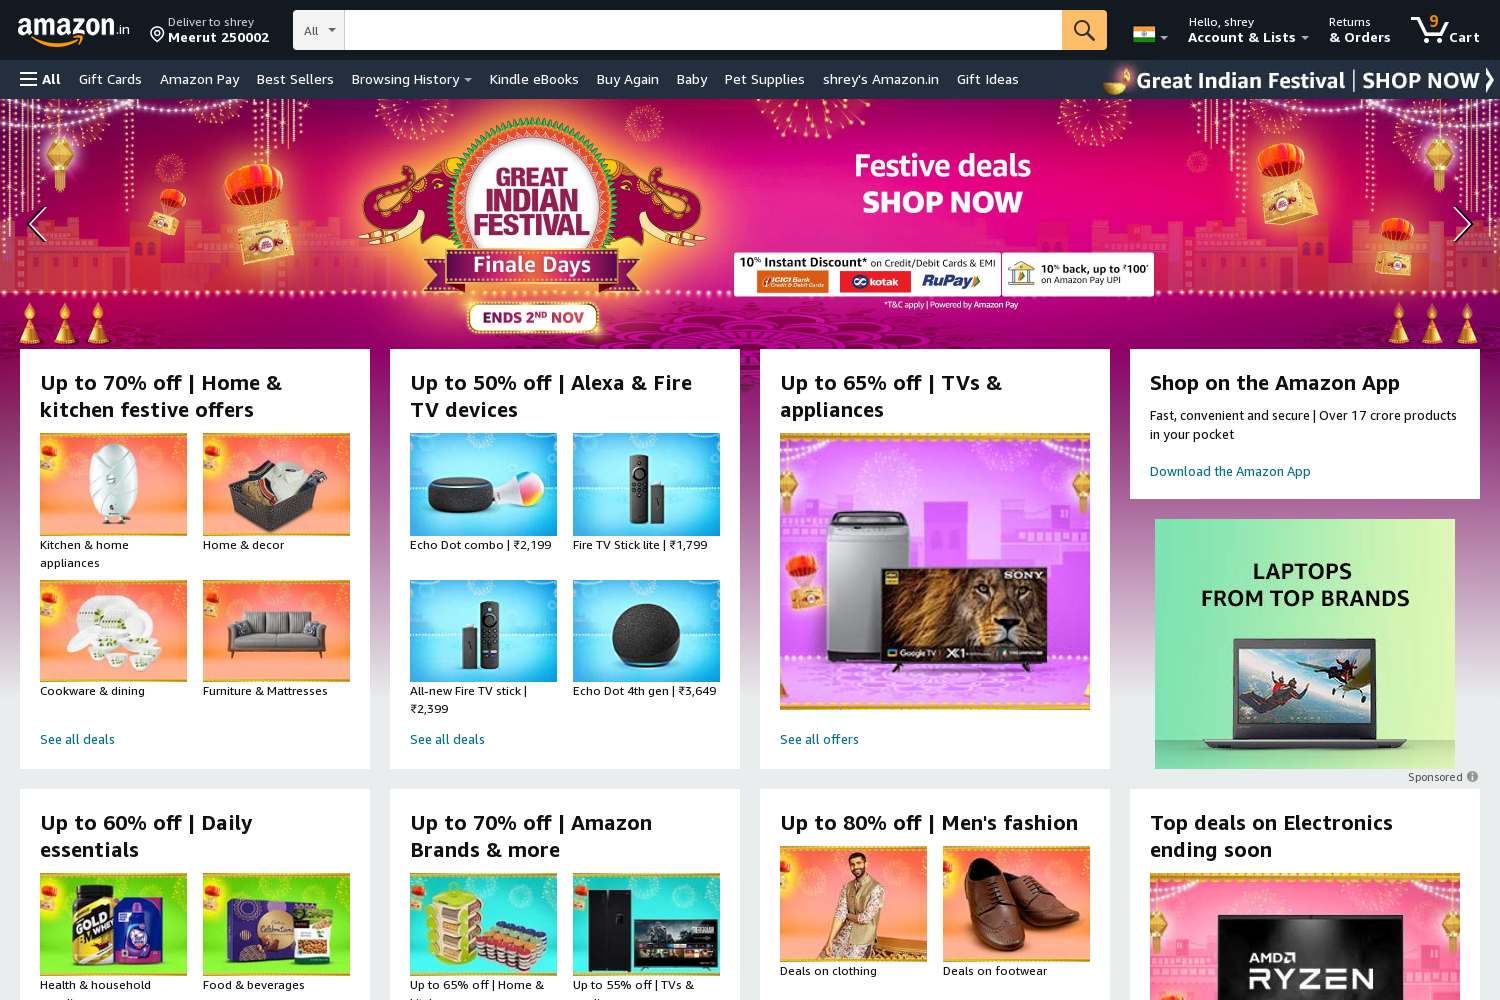 amazon.in
Deliver to shrey
Meerut 250002
All
Hello, shrey
Account & Lists
Returns
& Orders
9
Cart
All
Gift Cards
Amazon Pay
Best Sellers
Browsing History
Kindle eBooks
Buy Again
Baby
Pet Supplies
shrey's Amazon.in
Gift Ideas
Great Indian Festival | SHOP NOW
GREAT
INDIAN
FESTIVAL
Finale Days
ENDS 2ND NOV
Festive deals
SHOP NOW
10% Instant Discount* on Credit/Debit Cards & EMI
ICICI Bank
Credit & Debit Cards
kotak
RuPay
10% back, up to ₹100*
on Amazon Pay UPI
*T&C apply | Powered by Amazon Pay
Up to 70% off | Home &
kitchen festive offers
Kitchen & home
appliances
Home & decor
Cookware & dining
Furniture & Mattresses
See all deals
Up to 50% off | Alexa & Fire
TV devices
Echo Dot combo | ₹2,199
Fire TV Stick lite | ₹1,799
All-new Fire TV stick |
₹2,399
Echo Dot 4th gen | ₹3,649
See all deals
Up to 65% off | TVs &
appliances
SONY
Google TV
See all offers
Shop on the Amazon App
Fast, convenient and secure | Over 17 crore products
in your pocket
Download the Amazon App
LAPTOPS
FROM TOP BRANDS
Sponsored
Up to 60% off | Daily
essentials
GOLD
WHEY
Celebrations
Health & household
Food & beverages
Up to 70% off | Amazon
Brands & more
Up to 65% off | Home &
Up to 55% off | TVs &
Up to 80% off | Men's fashion
Deals on clothing
Deals on footwear
Top deals on Electronics
ending soon
AMD
RYZEN